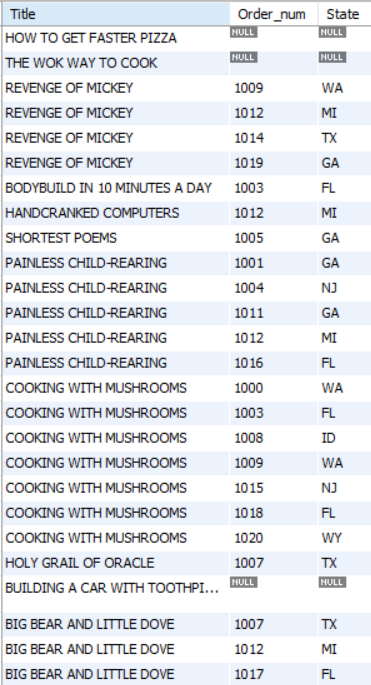 Title Order_num State
HOW TO GET FASTER PIZZA NULL NULL
THE WOK WAY TO COOK NULL NULL
REVENGE OF MICKEY 1009 WA
REVENGE OF MICKEY 1012 MI
REVENGE OF MICKEY 1014 TX
REVENGE OF MICKEY 1019 GA
BODYBUILD IN 10 MINUTES A DAY 1003 FL
HANDCRANKED COMPUTERS 1012 MI
SHORTEST POEMS 1005 GA
PAINLESS CHILD-REARING 1001 GA
PAINLESS CHILD-REARING 1004 NJ
PAINLESS CHILD-REARING 1011 GA
PAINLESS CHILD-REARING 1012 MI
PAINLESS CHILD-REARING 1016 FL
COOKING WITH MUSHROOMS 1000 WA
COOKING WITH MUSHROOMS 1003 FL
COOKING WITH MUSHROOMS 1008 ID
COOKING WITH MUSHROOMS 1009 WA
COOKING WITH MUSHROOMS 1015 NJ
COOKING WITH MUSHROOMS 1018 FL
COOKING WITH MUSHROOMS 1020 WY
HOLY GRAIL OF ORACLE 1007 TX
BUILDING A CAR WITH TOOTHPI... NULL NULL
BIG BEAR AND LITTLE DOVE 1007 TX
BIG BEAR AND LITTLE DOVE 1012 MI
BIG BEAR AND LITTLE DOVE 1017 FL